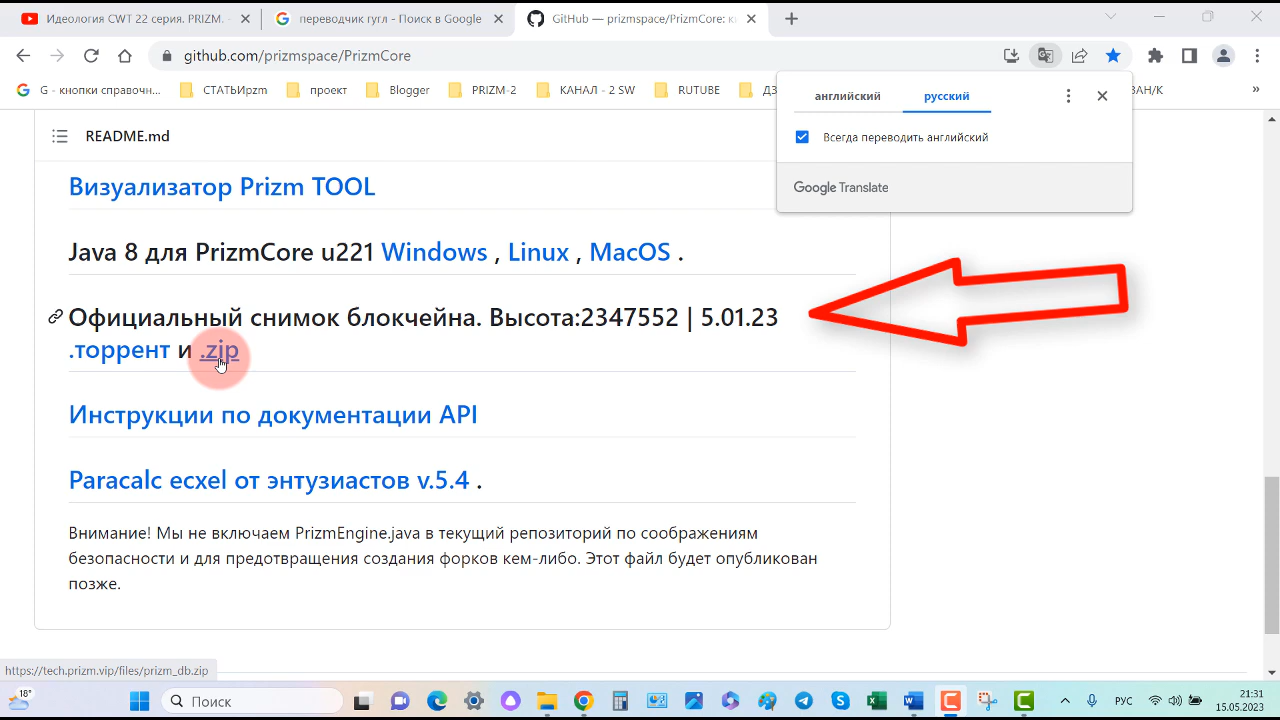 Идеология CWT 22 серия. PRIZM. -
переводчик гугл - Поиск в Google
GitHub — prizmspace/PrizmCore: к
github.com/prizmspace/PrizmCore
G - кнопки справочн...
СТАТЬИpzm
проект
Blogger
PRIZM-2
КАНАЛ - 2 SW
RUTUBE
ДЗ
ВАН/К
»
английский
русский
Всегда переводить английский
Google Translate
README.md
Визуализатор Prizm TOOL
Java 8 для PrizmCore u221 Windows , Linux , MacOS .
Официальный снимок блокчейна. Высота:2347552 | 5.01.23
.торрент и .zip
Инструкции по документации API
Paracalc ecxel от энтузиастов v.5.4 .
Внимание! Мы не включаем PrizmEngine.java в текущий репозиторий по соображениям
безопасности и для предотвращения создания форков кем-либо. Этот файл будет опубликован
позже.
https://tech.prizm.vip/files/prizm_db.zip
18°
Поиск
РУС
21:31
15.05.2023